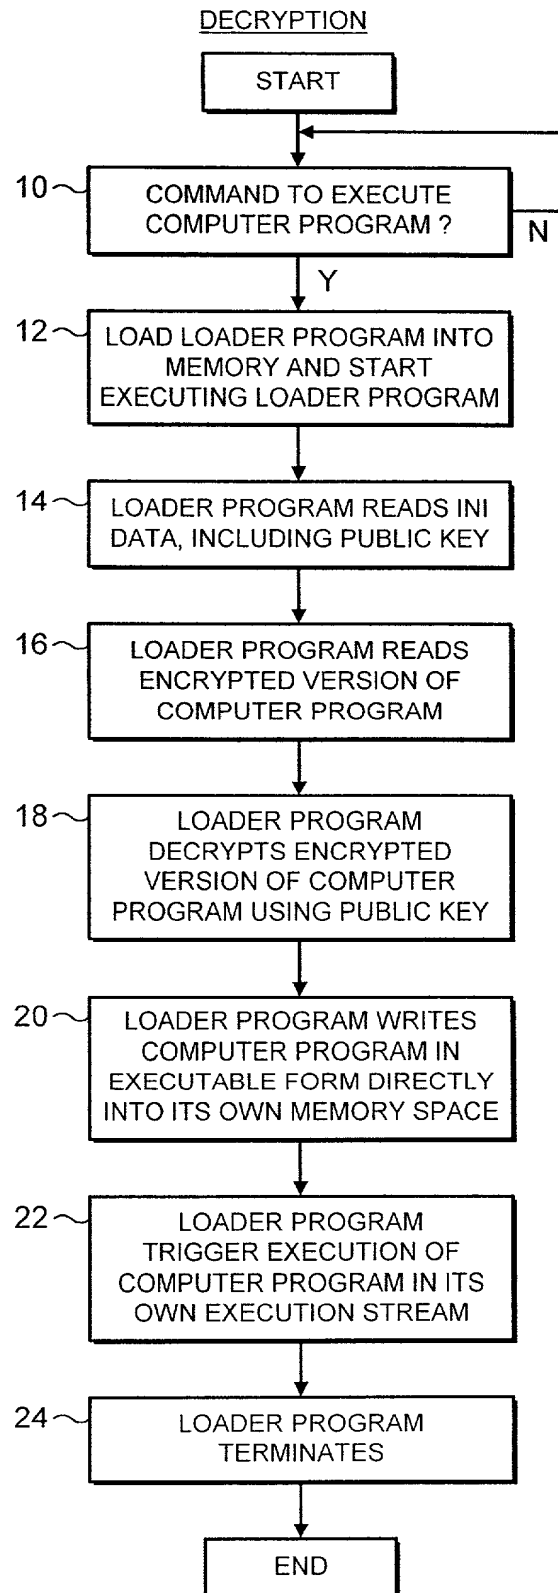 DECRYPTION
START
10
COMMAND TO EXECUTE
COMPUTER PROGRAM ?
N
Y
12
LOAD LOADER PROGRAM INTO
MEMORY AND START
EXECUTING LOADER PROGRAM
14
LOADER PROGRAM READS INI
DATA, INCLUDING PUBLIC KEY
16
LOADER PROGRAM READS
ENCRYPTED VERSION OF
COMPUTER PROGRAM
18
LOADER PROGRAM
DECRYPTS ENCRYPTED
VERSION OF COMPUTER
PROGRAM USING PUBLIC KEY
20
LOADER PROGRAM WRITES
COMPUTER PROGRAM IN
EXECUTABLE FORM DIRECTLY
INTO ITS OWN MEMORY SPACE
22
LOADER PROGRAM
TRIGGER EXECUTION OF
COMPUTER PROGRAM IN ITS
OWN EXECUTION STREAM
24
LOADER PROGRAM
TERMINATES
END